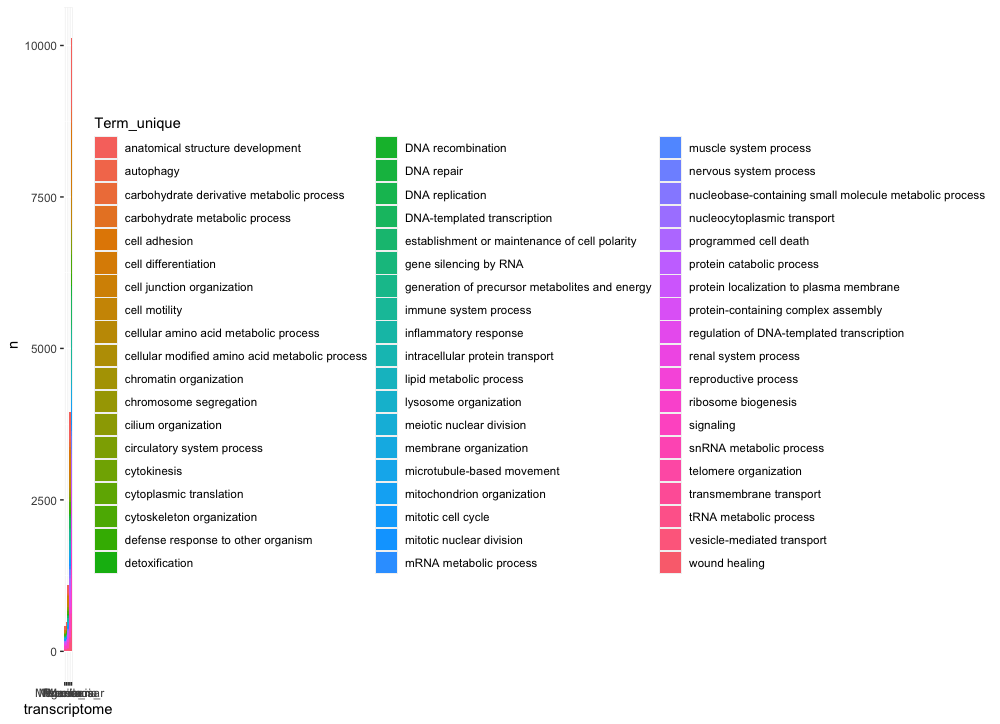 10000
7500
5000
2500
0
n
transcriptome
Term_unique
anatomical structure development
autophagy
carbohydrate derivative metabolic process
carbohydrate metabolic process
cell adhesion
cell differentiation
cell junction organization
cell motility
cellular amino acid metabolic process
cellular modified amino acid metabolic process
chromatin organization
chromosome segregation
cilium organization
circulatory system process
cytokinesis
cytoplasmic translation
cytoskeleton organization
defense response to other organism
detoxification
DNA recombination
DNA repair
DNA replication
DNA-templated transcription
establishment or maintenance of cell polarity
gene silencing by RNA
generation of precursor metabolites and energy
immune system process
inflammatory response
intracellular protein transport
lipid metabolic process
lysosome organization
meiotic nuclear division
membrane organization
microtubule-based movement
mitochondrion organization
mitotic cell cycle
mitotic nuclear division
mRNA metabolic process
muscle system process
nervous system process
nucleobase-containing small molecule metabolic process
nucleocytoplasmic transport
programmed cell death
protein catabolic process
protein localization to plasma membrane
protein-containing complex assembly
regulation of DNA-templated transcription
renal system process
reproductive process
ribosome biogenesis
signaling
snRNA metabolic process
telomere organization
transmembrane transport
tRNA metabolic process
vesicle-mediated transport
wound healing